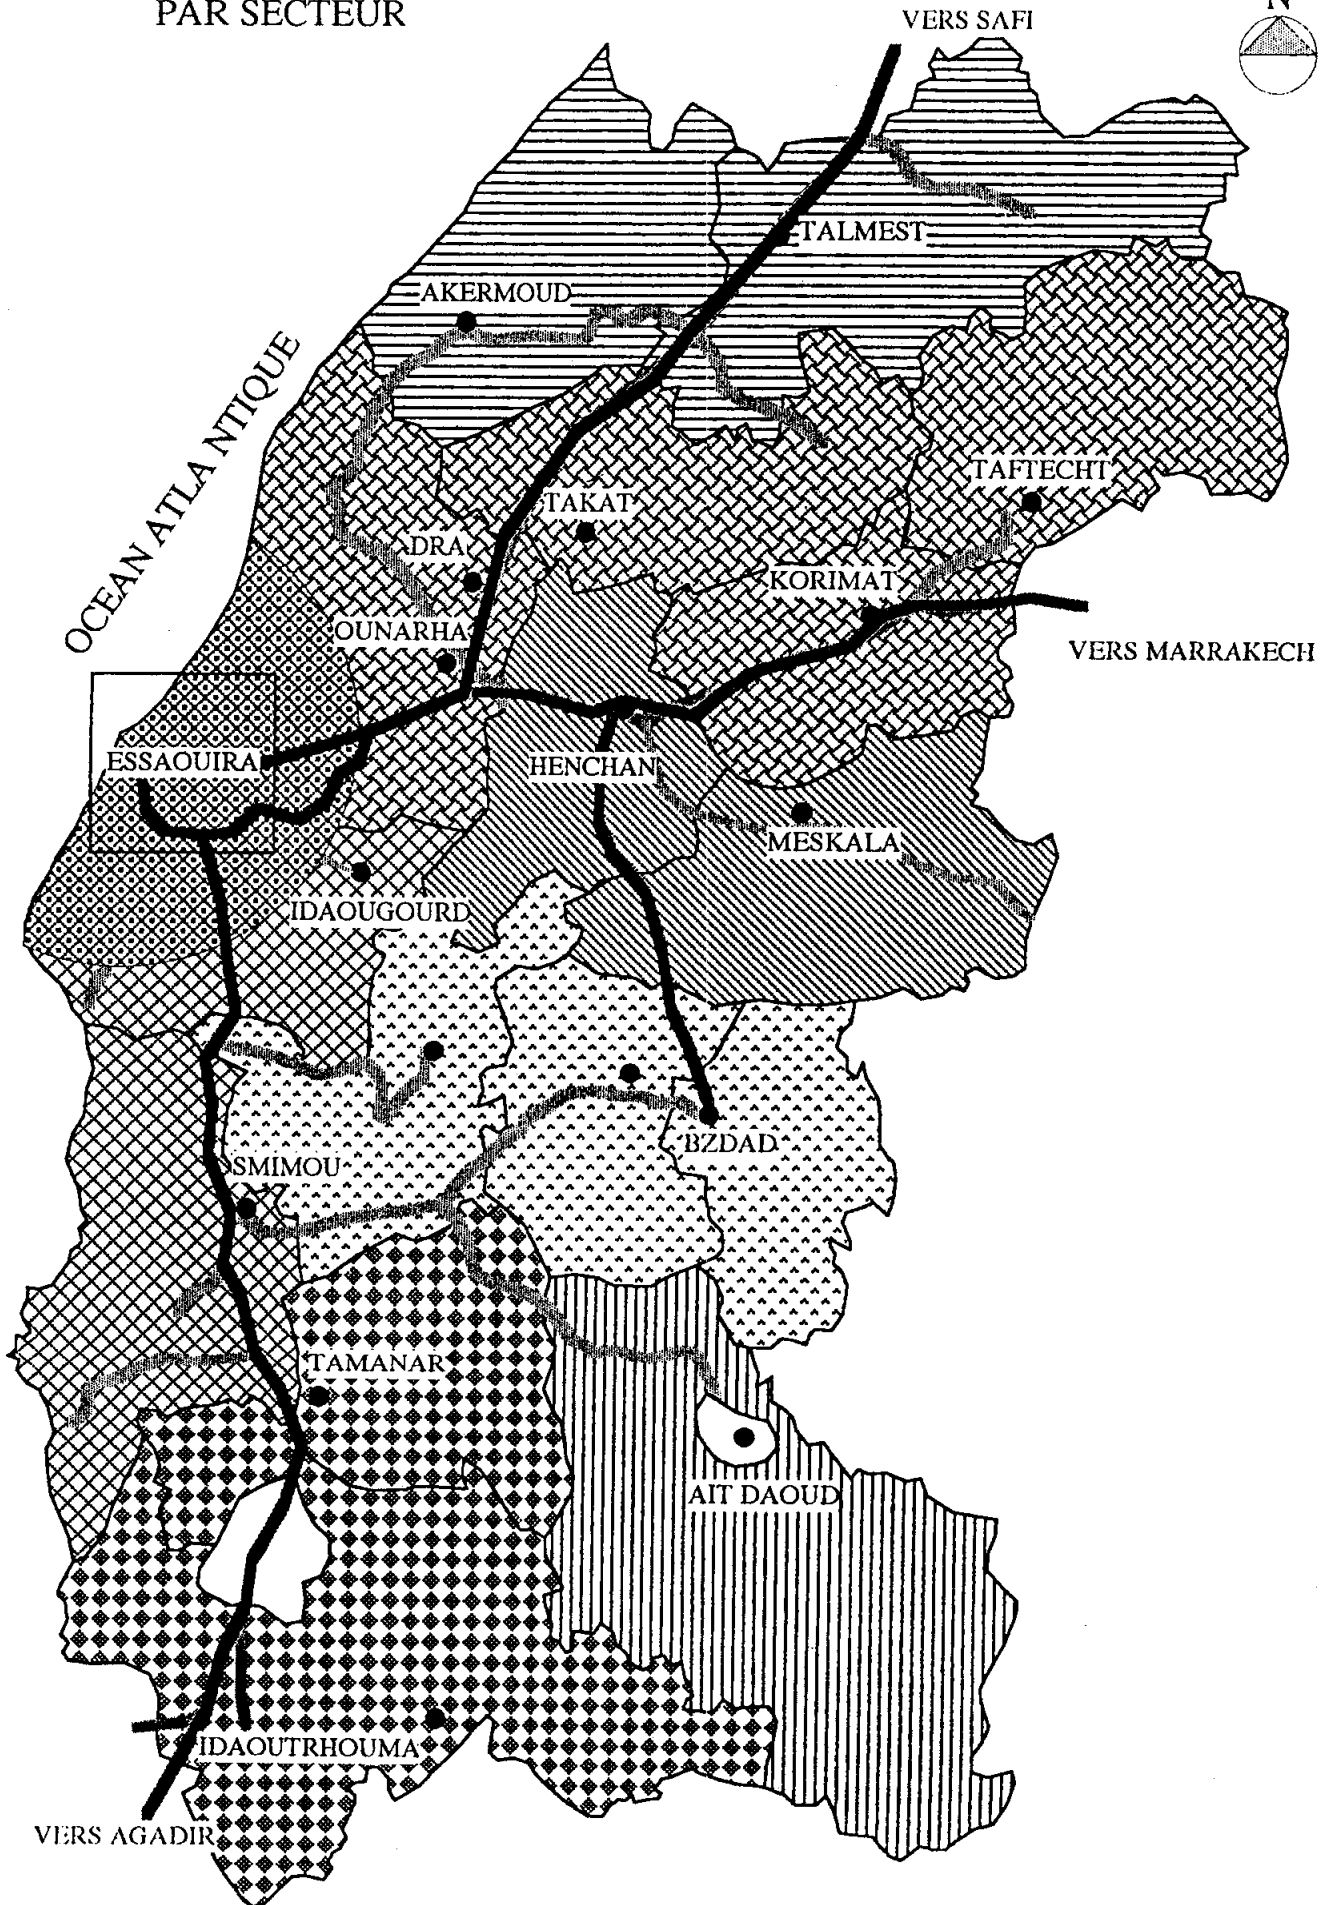 PAR SECTEUR
VERS SAFI
N
TALMEST
AKERMOUD
OCEAN ATLANTIQUE
TAFTECHT
TAKAT
DRA
KORIMAT
OUNARHA
VERS MARRAKECH
ESSAOUIRA
HENCHAN
MESKALA
IDAOUGOURD
BZDAD
SMIMOU
TAMANAR
AIT DAOUD
IDAOUTRHOUMA
VERS AGADIR